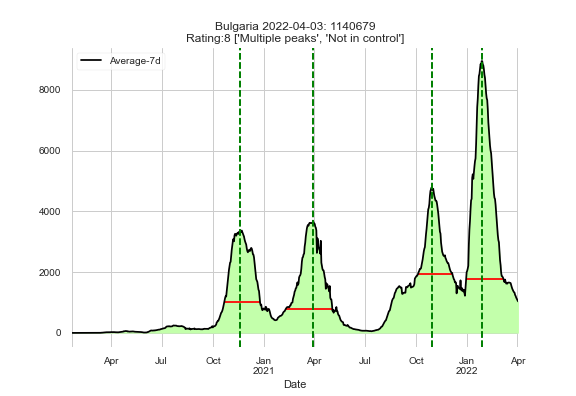 Bulgaria 2022-04-03: 1140679
Rating:8 ['Multiple peaks', 'Not in control']
Average-7d
8000
6000
4000
2000
0
Apr Jul Oct Jan Apr Jul Oct Jan Apr
2021 2022
Date